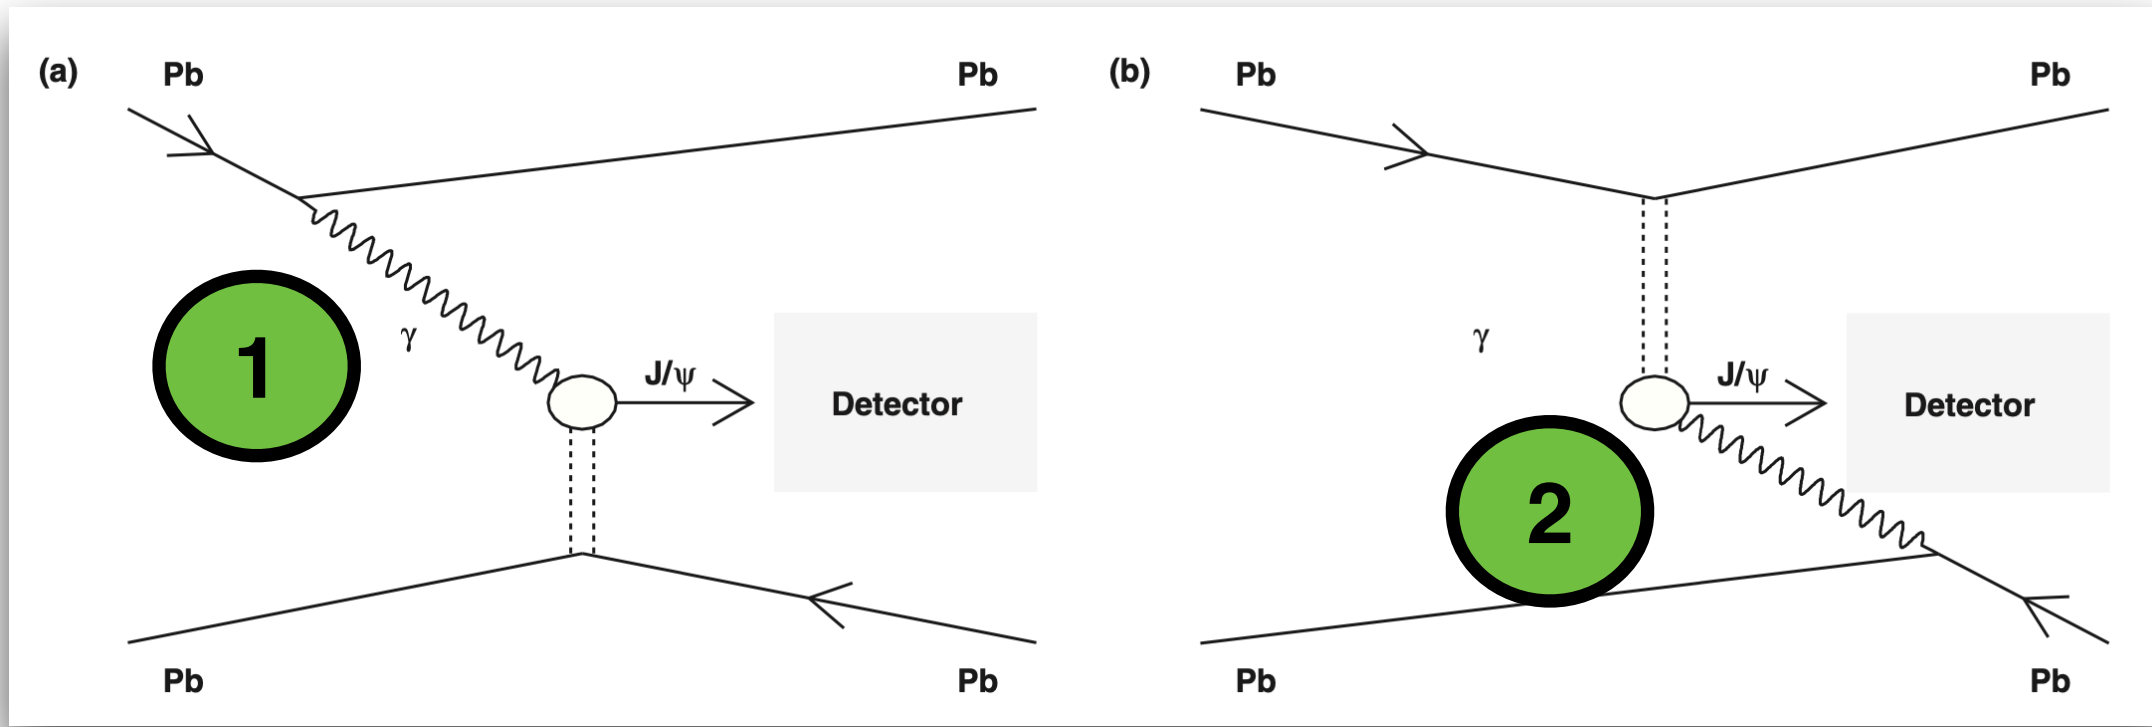 (a)
Pb
Pb
1
γ
J/ψ
Detector
Pb
Pb
(b)
Pb
Pb
γ
J/ψ
Detector
2
Pb
Pb